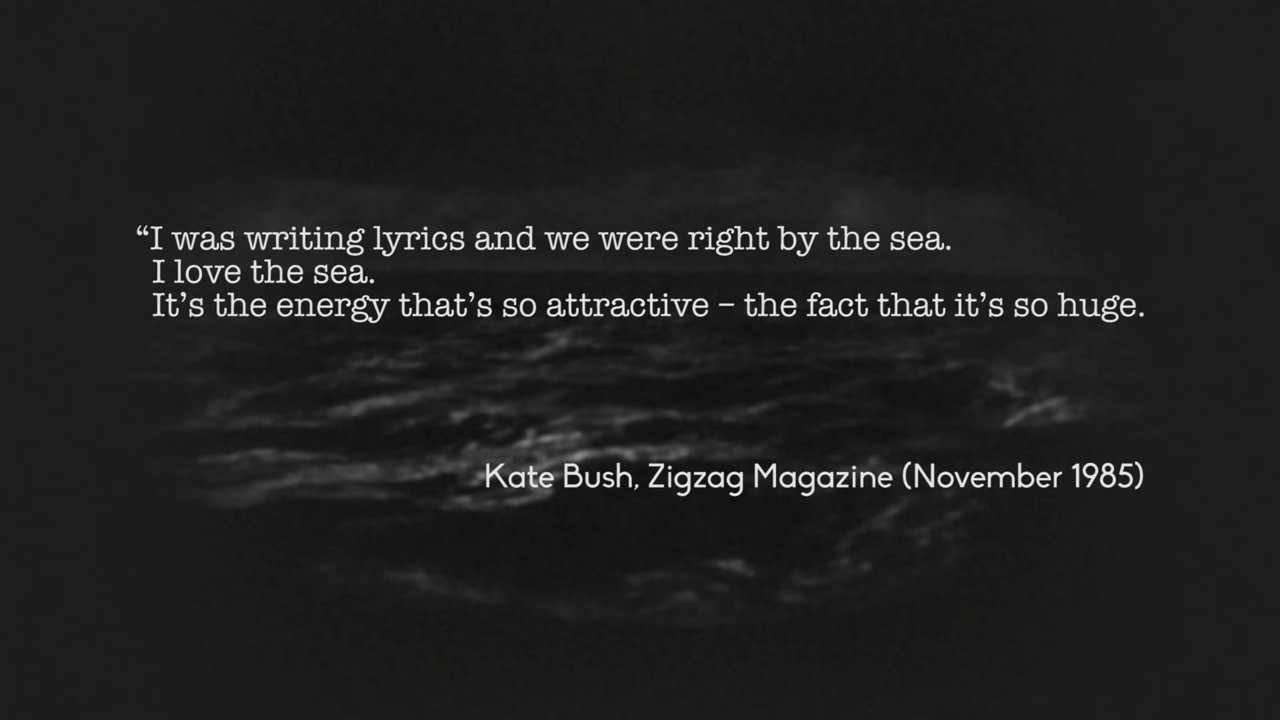 “I was writing lyrics and we were right by the sea.
I love the sea.
It’s the energy that’s so attractive – the fact that it’s so huge.
Kate Bush, Zigzag Magazine (November 1985)